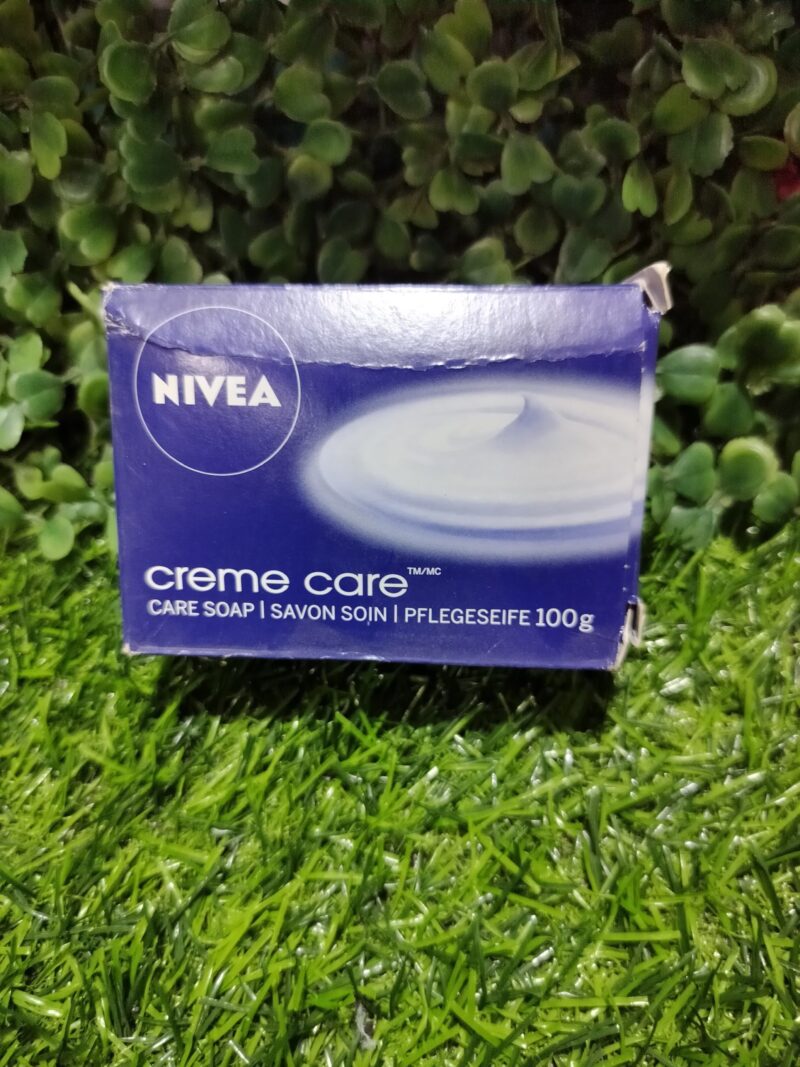 NIVEA
creme care™/MC
CARE SOAP | SAVON SOIN | PFLEGESEIFE 100g